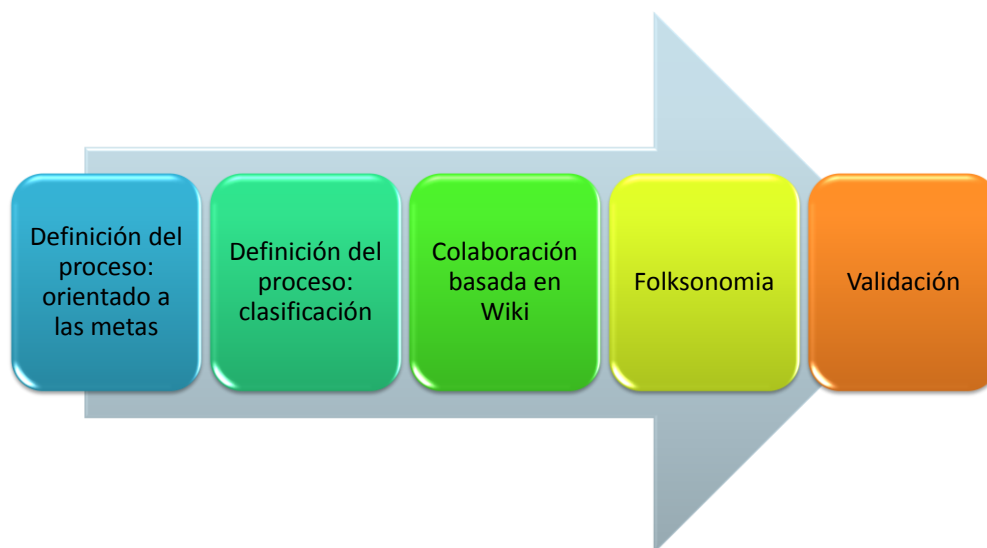 Definición del
proceso:
orientado a
las metas
Definición del
proceso:
clasificación
Colaboración
basada en
Wiki
Folksonomia
Validación